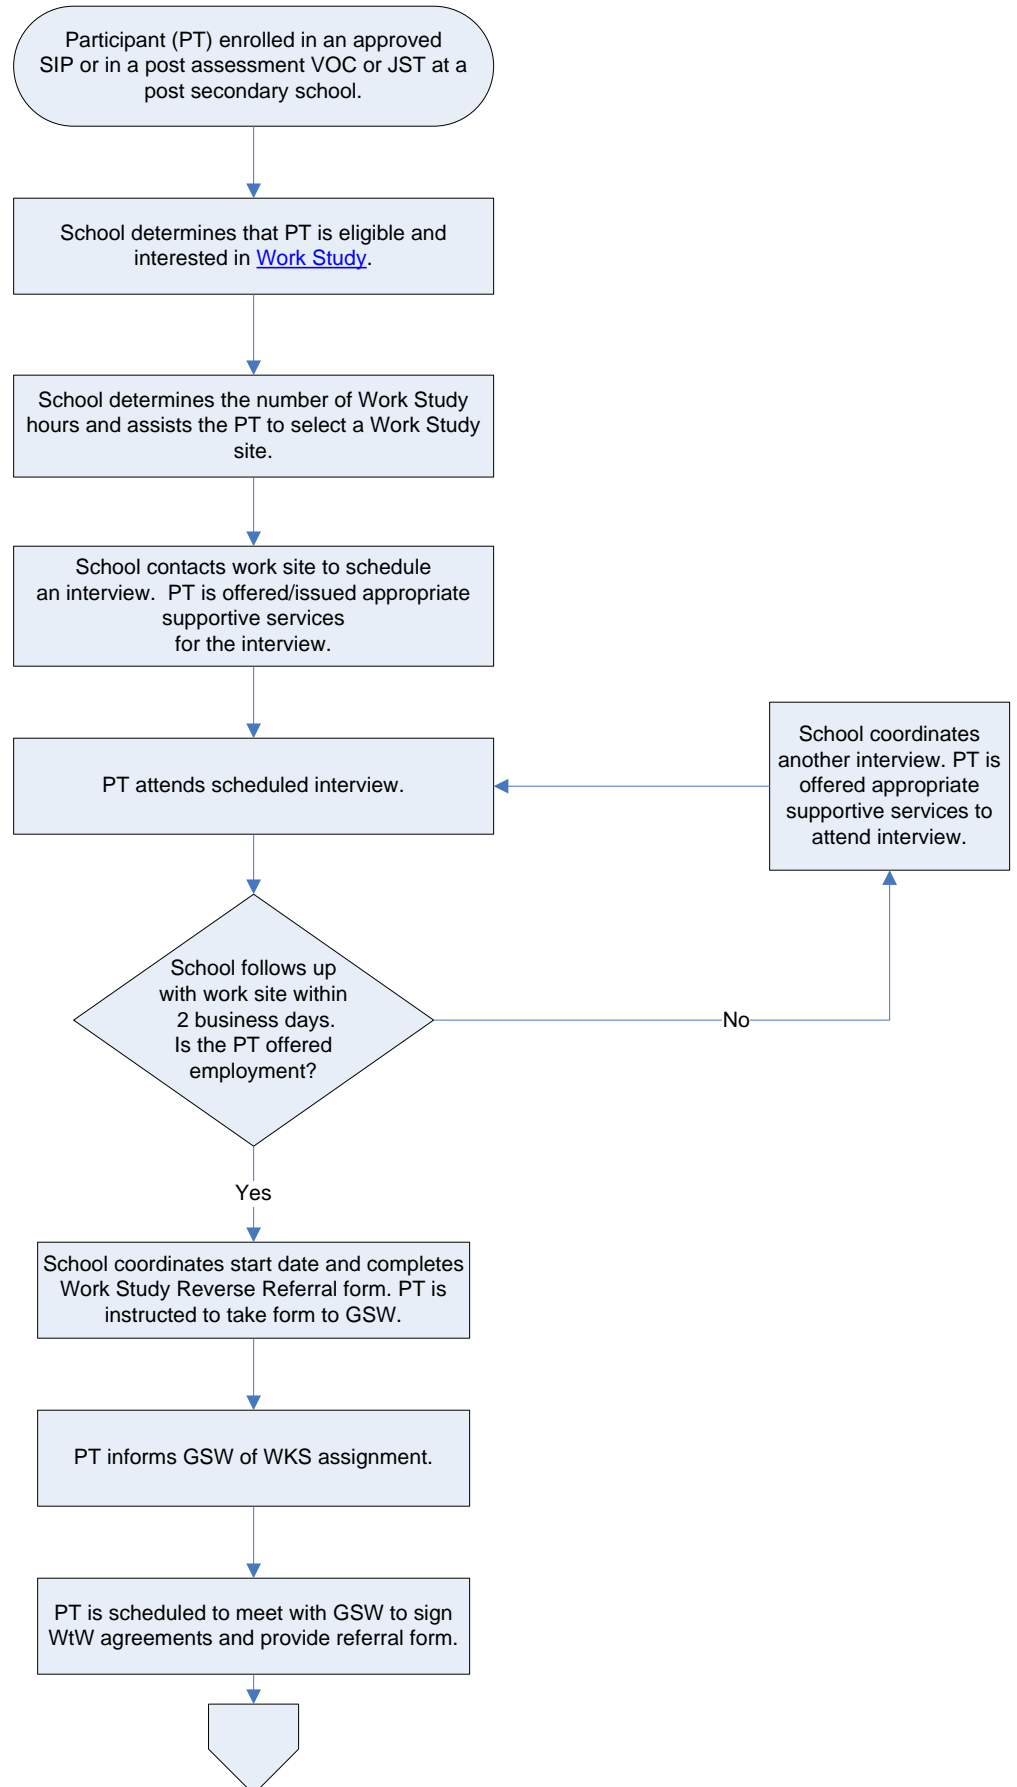 Participant (PT) enrolled in an approved
SIP or in a post assessment VOC or JST at a
post secondary school.
School determines that PT is eligible and
interested in Work Study.
School determines the number of Work Study
hours and assists the PT to select a Work Study
site.
School contacts work site to schedule
an interview.  PT is offered/issued appropriate
supportive services
for the interview.
PT attends scheduled interview.
School coordinates
another interview. PT is
offered appropriate
supportive services to
attend interview.
School follows up
with work site within
2 business days.
Is the PT offered
employment?
No
Yes
School coordinates start date and completes
Work Study Reverse Referral form. PT is
instructed to take form to GSW.
PT informs GSW of WKS assignment.
PT is scheduled to meet with GSW to sign
WtW agreements and provide referral form.